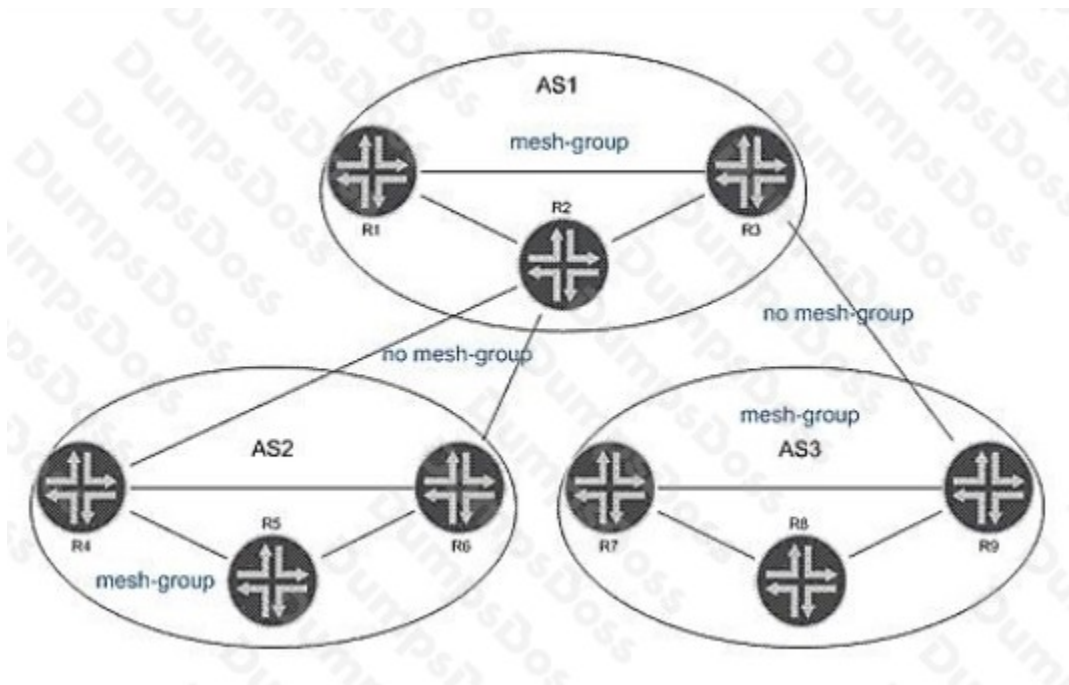 AS1
mesh-group
R1
R2
R3
no mesh-group
no mesh-group
mesh-group
AS2
AS3
R4
R5
R6
R7
R8
R9
mesh-group
DumpsDoss